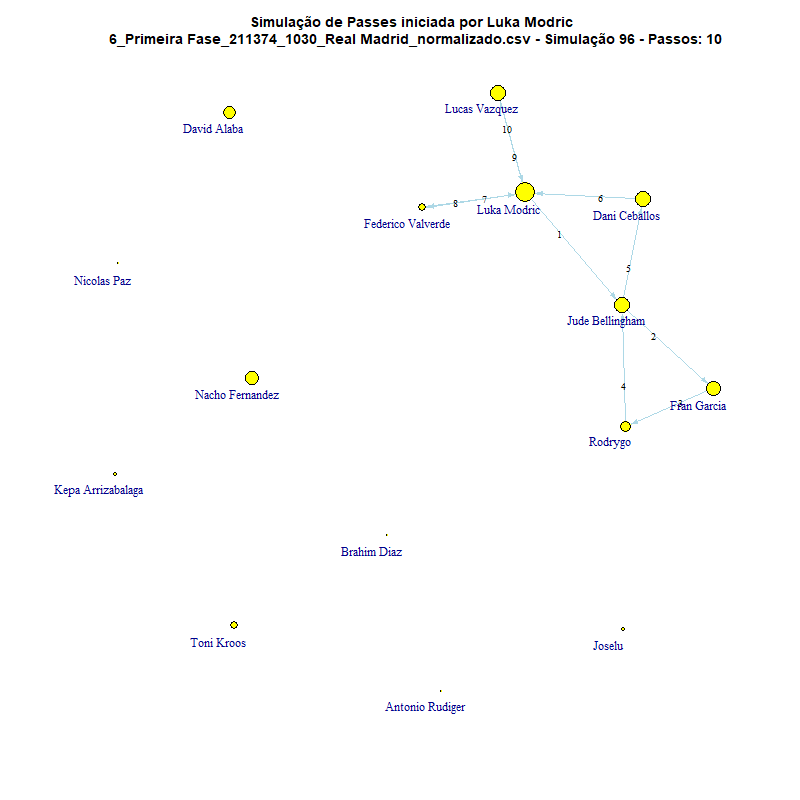 Simulação de Passes iniciada por Luka Modric
6_Primeira Fase_211374_1030_Real Madrid_normalizado.csv - Simulação 96 - Passos: 10
Lucas Vazquez
1
10
David Alaba
9
6
8
7
Luka Modric
Dani Ceballos
Federico Valverde
1
5
Nicolas Paz
Jude Bellingham
2
4
Nacho Fernandez
3
Fran Garcia
Rodrygo
Kepa Arrizabalaga
Brahim Diaz
Toni Kroos
Joselu
Antonio Rudiger